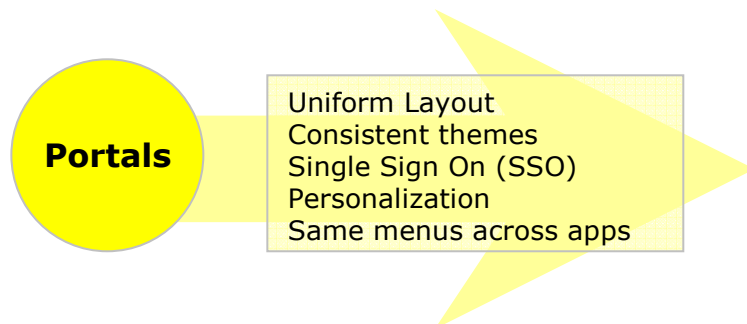 Portals
Uniform Layout
Consistent themes
Single Sign On (SSO)
Personalization
Same menus across apps